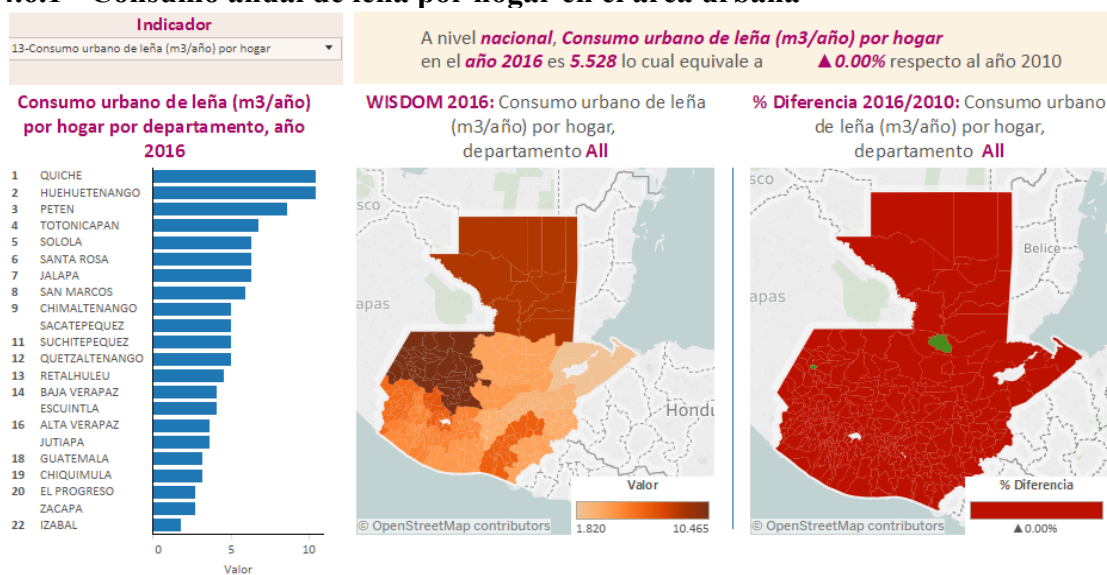 Indicador
13-Consumo urbano de leña (m3/año) por hogar
A nivel nacional, Consumo urbano de leña (m3/año) por hogar
en el año 2016 es 5.528 lo cual equivale a ▲0.00% respecto al año 2010
Consumo urbano de leña (m3/año)
por hogar por departamento, año
2016
1 QUICHE
2 HUEHUETENANGO
3 PETEN
4 TOTONICAPAN
5 SOLOLA
6 SANTA ROSA
7 JALAPA
8 SAN MARCOS
9 CHIMALTENANGO
SACATEPEQUEZ
11 SUCHITEPEQUEZ
12 QUETZALTENANGO
13 RETALHULEU
14 BAJA VERAPAZ
ESCUINTLA
16 ALTA VERAPAZ
JUTIAPA
18 GUATEMALA
19 CHIQUIMULA
20 EL PROGRESO
ZACAPA
22 IZABAL
0 5 10
Valor
WISDOM 2016: Consumo urbano de leña
(m3/año) por hogar,
departamento All
sco
apas
Hondu
Valor
1.820 10.465
© OpenStreetMap contributors
% Diferencia 2016/2010: Consumo urbano
de leña (m3/año) por hogar,
departamento All
sco
Belice
apas
% Diferencia
▲0.00%
© OpenStreetMap contributors